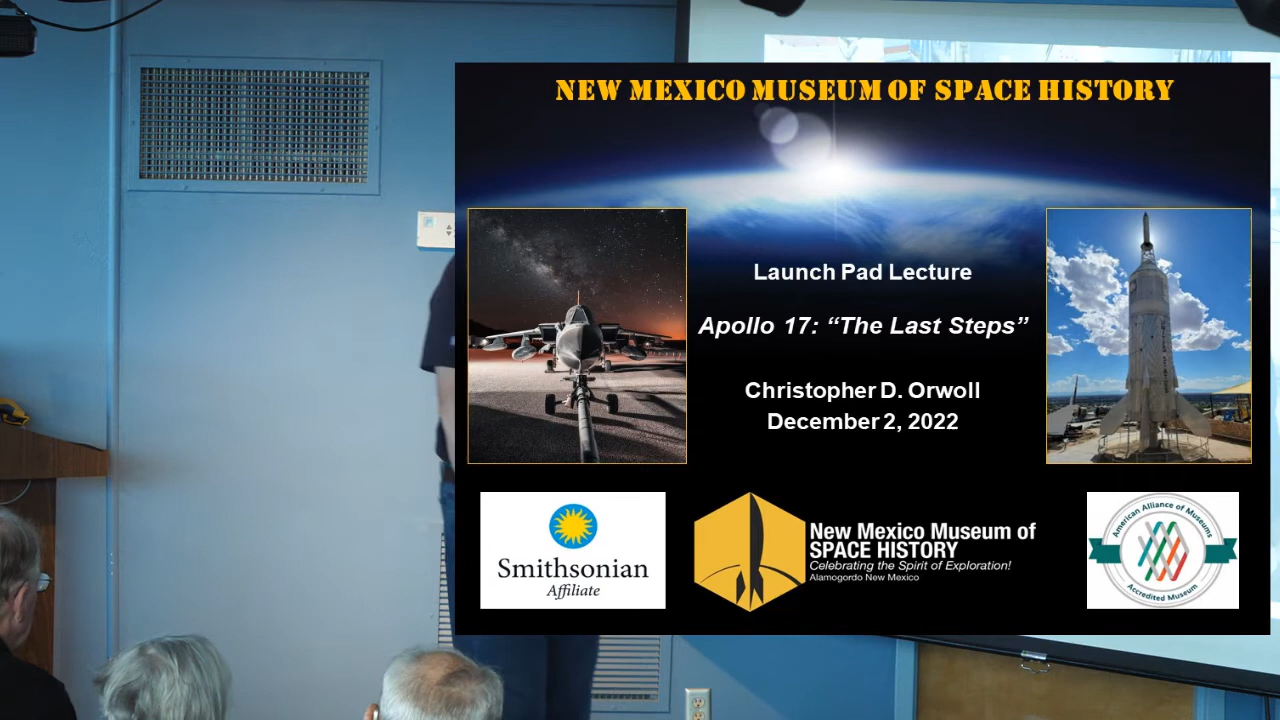 NEW MEXICO MUSEUM OF SPACE HISTORY
Launch Pad Lecture
Apollo 17: “The Last Steps”
Christopher D. Orwoll
December 2, 2022
Smithsonian
Affiliate
New Mexico Museum of
SPACE HISTORY
Celebrating the Spirit of Exploration!
Alamogordo New Mexico
American Alliance of Museums
Accredited Museum